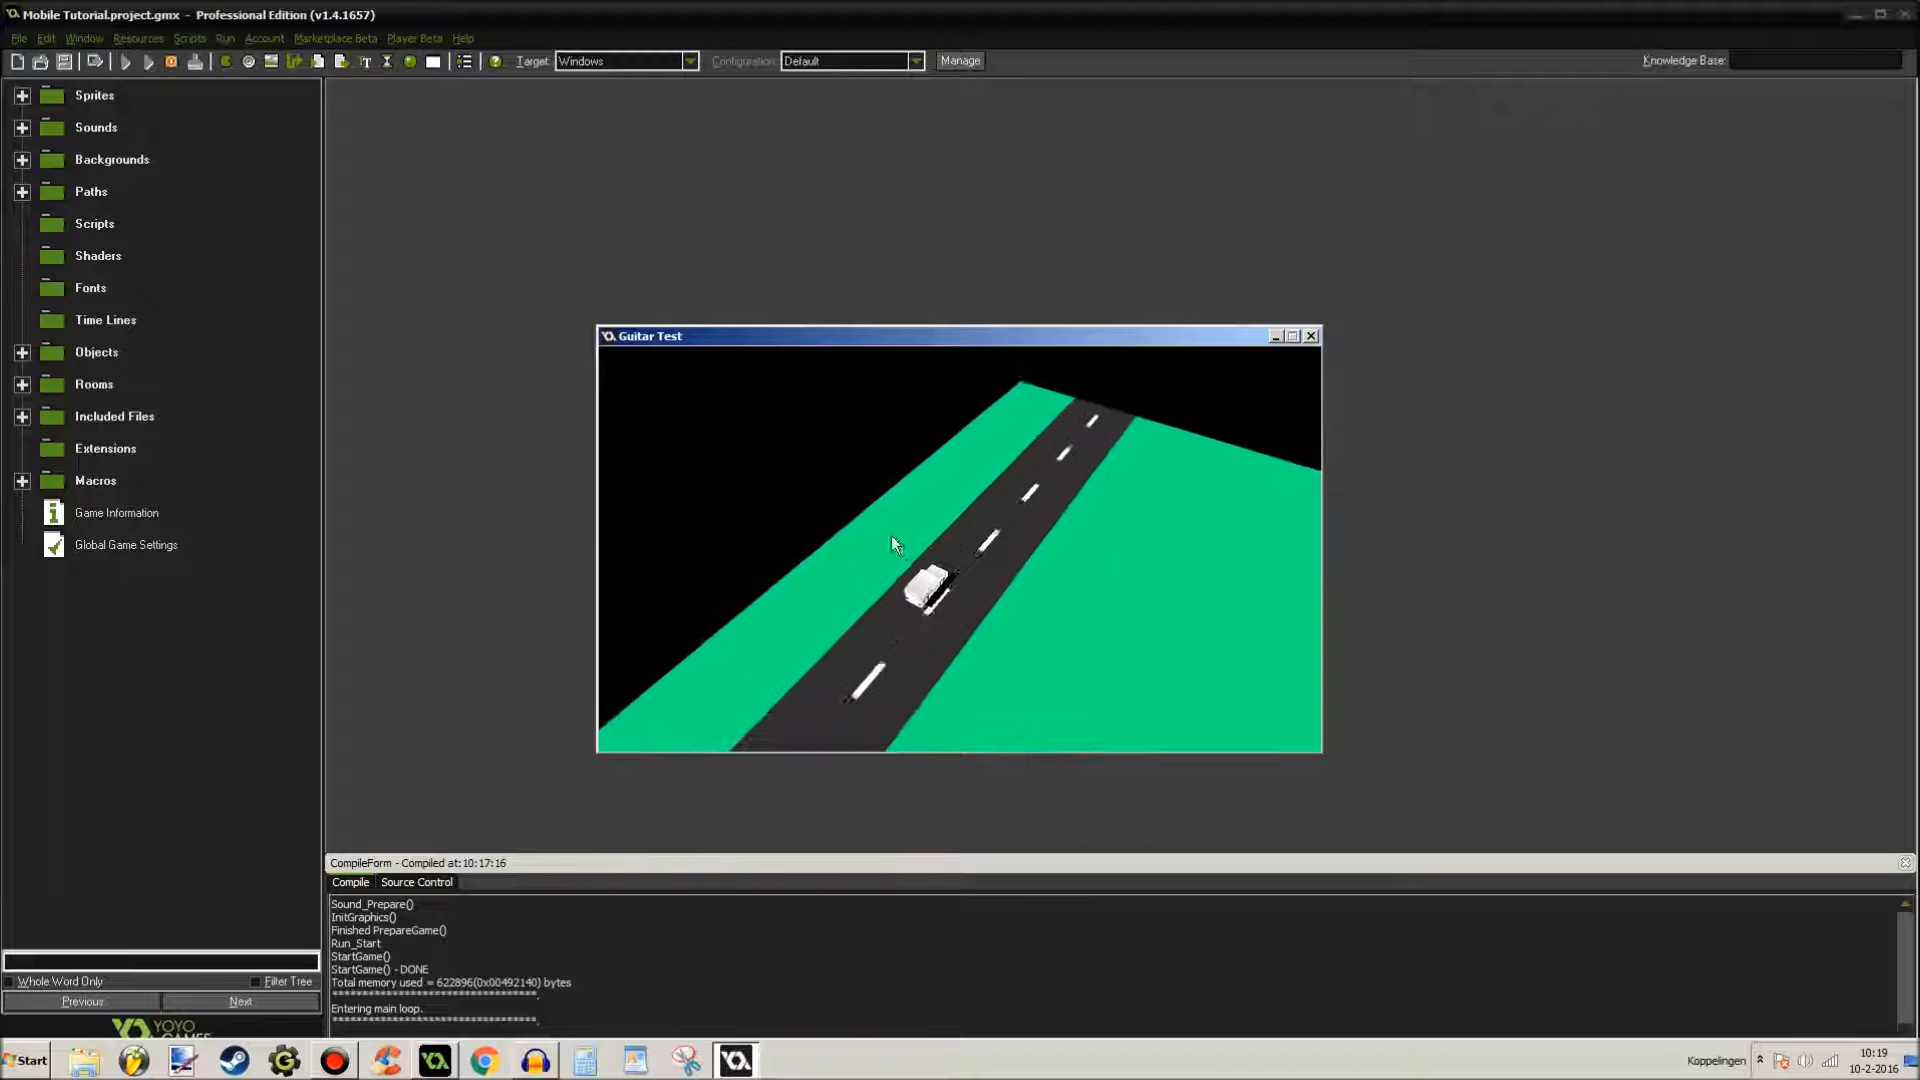 Mobile Tutorial.project.gmx - Professional Edition (v1.4.1657)
File Edit Window Resources Scripts Run Account Marketplace Beta Player Beta Help
Target: Windows Configuration: Default Manage Knowledge Base:
Sprites
Sounds
Backgrounds
Paths
Scripts
Shaders
Fonts
Time Lines
Objects
Rooms
Included Files
Extensions
Macros
Game Information
Global Game Settings
Guitar Test
CompileForm - Compiled at:10:17:16
Compile Source Control
Sound_Prepare()
InitGraphics()
Finished PrepareGame()
Run_Start
StartGame()
StartGame() - DONE
Total memory used = 622896(0x00492140) bytes
***********************************.
Entering main loop.
***********************************.
Whole Word Only Filter Tree
Previous Next
YOYO
GAMES
Start
Koppelingen
10:19
10-2-2016